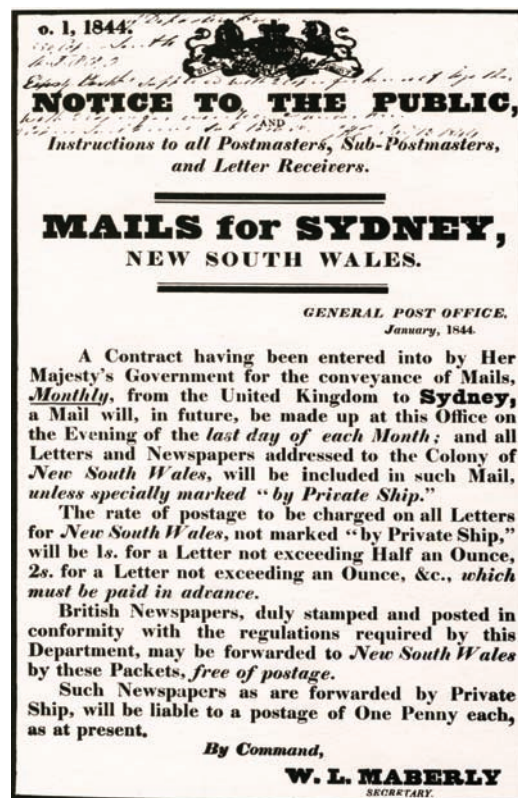 o. 1, 1844.
NOTICE TO THE PUBLIC,
AND
Instructions to all Postmasters, Sub-Postmasters,
and Letter Receivers.
MAILS for SYDNEY,
NEW SOUTH WALES.
GENERAL POST OFFICE,
January, 1844.
A Contract having been entered into by Her
Majesty's Government for the conveyance of Mails,
Monthly, from the United Kingdom to Sydney,
a Mail will, in future, be made up at this Office on
the Evening of the last day of each Month; and all
Letters and Newspapers addressed to the Colony of
New South Wales, will be included in such Mail,
unless specially marked "by Private Ship."
The rate of postage to be charged on all Letters
for New South Wales, not marked "by Private Ship,"
will be 1s. for a Letter not exceeding Half an Ounce,
2s. for a Letter not exceeding an Ounce, &c., which
must be paid in advance.
British Newspapers, duly stamped and posted in
conformity with the regulations required by this
Department, may be forwarded to New South Wales
by these Packets, free of postage.
Such Newspapers as are forwarded by Private
Ship, will be liable to a postage of One Penny each,
as at present.
By Command,
W. L. MABERLY
SECRETARY.